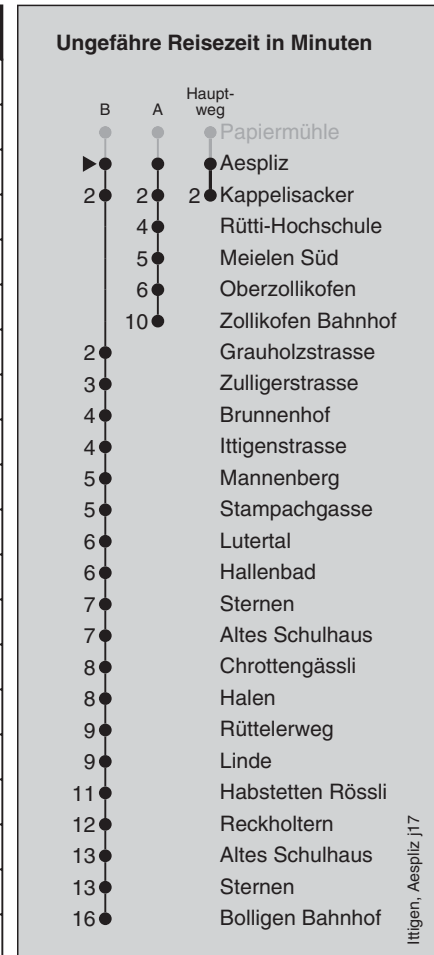 Ungefähre Reisezeit in Minuten
B A Haupt-
weg
Papiermühle
Aespliz
2 2 2 Kappelisacker
4 Rütti-Hochschule
5 Meielen Süd
6 Oberzollikofen
10 Zollikofen Bahnhof
2 Grauholzstrasse
3 Zulligerstrasse
4 Brunnenhof
4 Ittigenstrasse
5 Mannenberg
5 Stampachgasse
6 Lutertal
6 Hallenbad
7 Sternen
7 Altes Schulhaus
8 Chrottengässli
8 Halen
9 Rüttelerweg
9 Linde
11 Habstetten Rössli
12 Reckholtern
13 Altes Schulhaus
13 Sternen
16 Bolligen Bahnhof
Ittigen, Aespliz j17